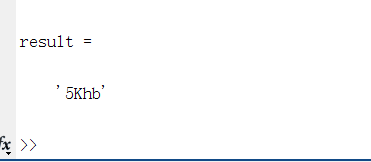 result =
'5Khb'
fx >>